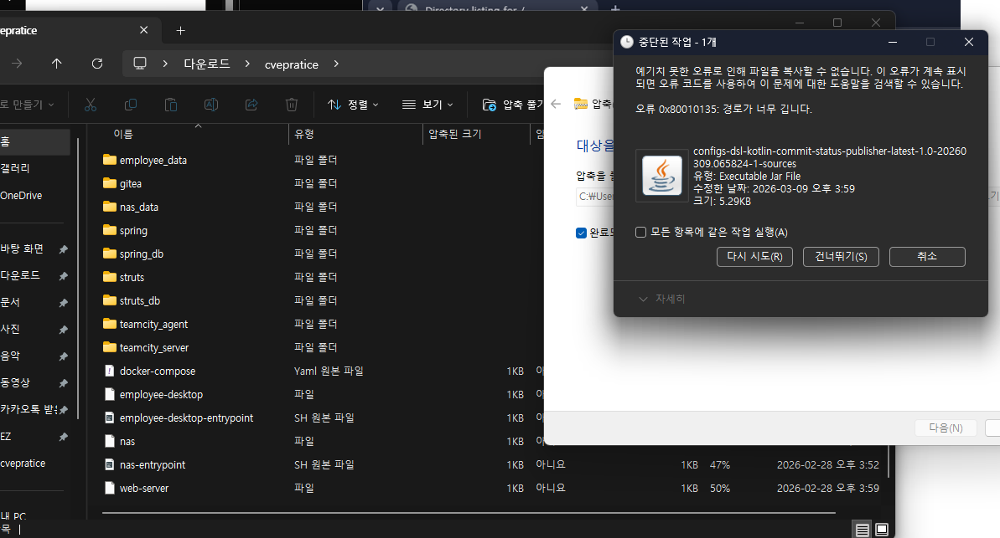 Directory listing for /
cvepratice
다운로드
cvepratice
로 만들기
정렬
보기
압축 풀기
홈
갤러리
OneDrive
바탕 화면
다운로드
문서
사진
음악
동영상
카카오톡 받은
EZ
cvepratice
내 PC
이름
유형
압축된 크기
employee_data
파일 폴더
gitea
파일 폴더
nas_data
파일 폴더
spring
파일 폴더
spring_db
파일 폴더
struts
파일 폴더
struts_db
파일 폴더
teamcity_agent
파일 폴더
teamcity_server
파일 폴더
docker-compose Yaml 원본 파일 1KB
employee-desktop 파일 1KB
employee-desktop-entrypoint SH 원본 파일 1KB
nas 파일 1KB
nas-entrypoint SH 원본 파일 1KB 아니요 1KB 47% 2026-02-28 오후 3:52
web-server 파일 1KB 아니요 1KB 50% 2026-02-28 오후 3:59
대상을
C:₩User
완료되
다음(N)
중단된 작업 - 1개
예기치 못한 오류로 인해 파일을 복사할 수 없습니다. 이 오류가 계속 표시
되면 오류 코드를 사용하여 이 문제에 대한 도움말을 검색할 수 있습니다.
오류 0x80010135: 경로가 너무 깁니다.
configs-dsl-kotlin-commit-status-publisher-latest-1.0-20260
309.065824-1-sources
유형: Executable Jar File
수정한 날짜: 2026-03-09 오후 3:59
크기: 5.29KB
모든 항목에 같은 작업 실행(A)
다시 시도(R)
건너뛰기(S)
취소
자세히